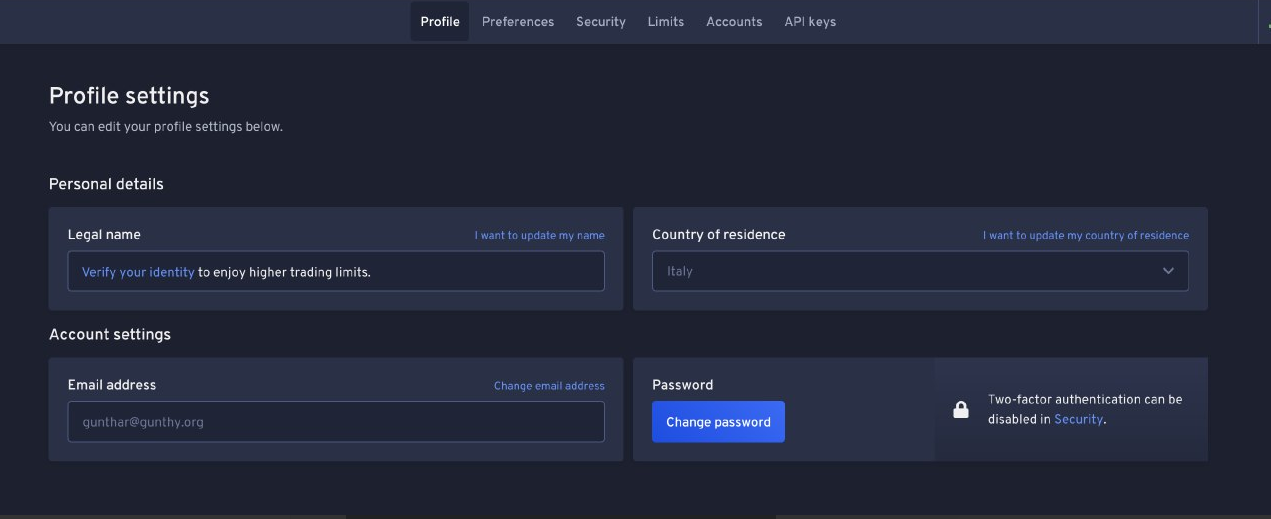 Profile Preferences Security Limits Accounts API keys
Profile settings
You can edit your profile settings below.
Personal details
Legal name I want to update my name
Verify your identity to enjoy higher trading limits.
Country of residence I want to update my country of residence
Italy
Account settings
Email address Change email address
gunthar@gunthy.org
Password
Change password
Two-factor authentication can be
disabled in Security.